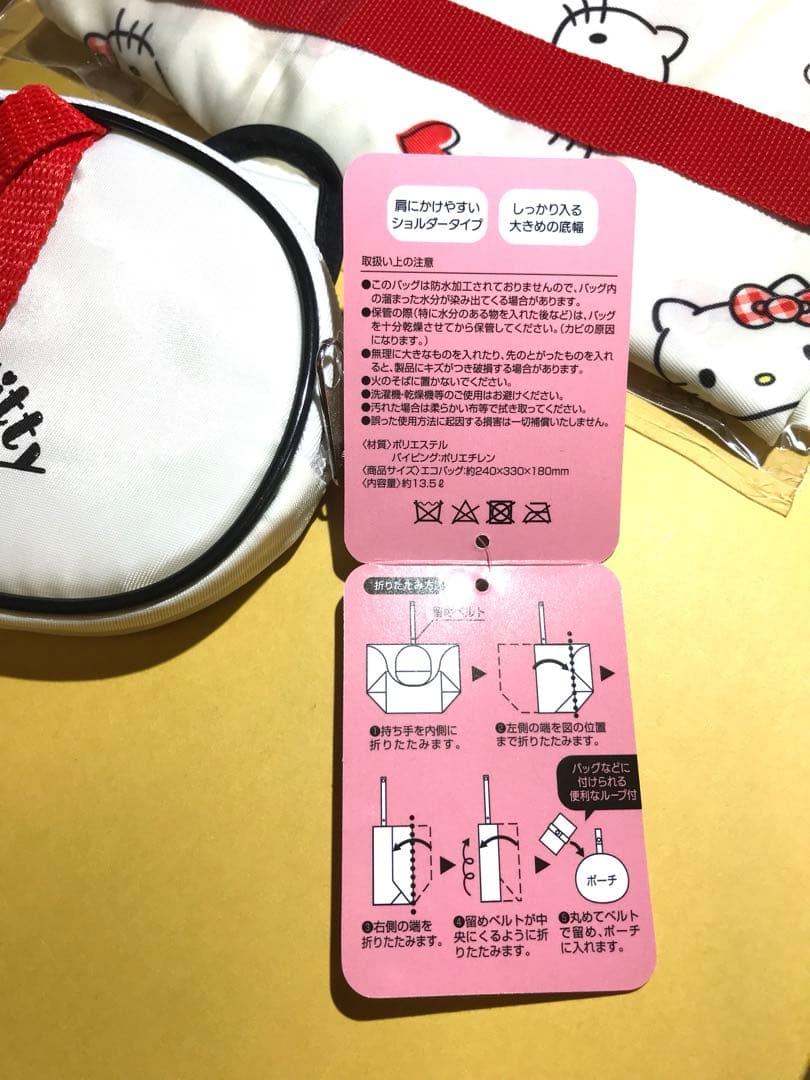 肩にかけやすい
ショルダータイプ
しっかり入る
大きめの底幅
取扱い上の注意
●このバッグは防水加工されておりませんので、バッグ内
の溜まった水分が染み出てくる場合があります。
●保管の際(特に水分のある物を入れた後など)は、バッグ
を十分乾燥させてから保管してください。(カビの原因
になります。)
●無理に大きなものを入れたり、先のとがったものを入れ
ると、製品にキズがつき破損する場合があります。
●火のそばに置かないでください。
●洗濯機・乾燥機等のご使用はお避けください。
●汚れた場合は柔らかい布等で拭き取ってください。
●誤った使用方法に起因する損害は一切補償いたしません。
〈材質〉ポリエステル
パイピング:ポリエチレン
〈商品サイズ〉エコバッグ:約240×330×180mm
〈内容量〉約13.5ℓ
折りたたみ方
留めベルト
❶持ち手を内側に
折りたたみます。
❷左側の端を図の位置
まで折りたたみます。
バッグなどに
付けられる
便利なループ付
ポーチ
❸右側の端を
折りたたみます。
❹留めベルトが中
央にくるように折
りたたみます。
❺丸めてベルト
で留め、ポーチ
に入れます。
itty